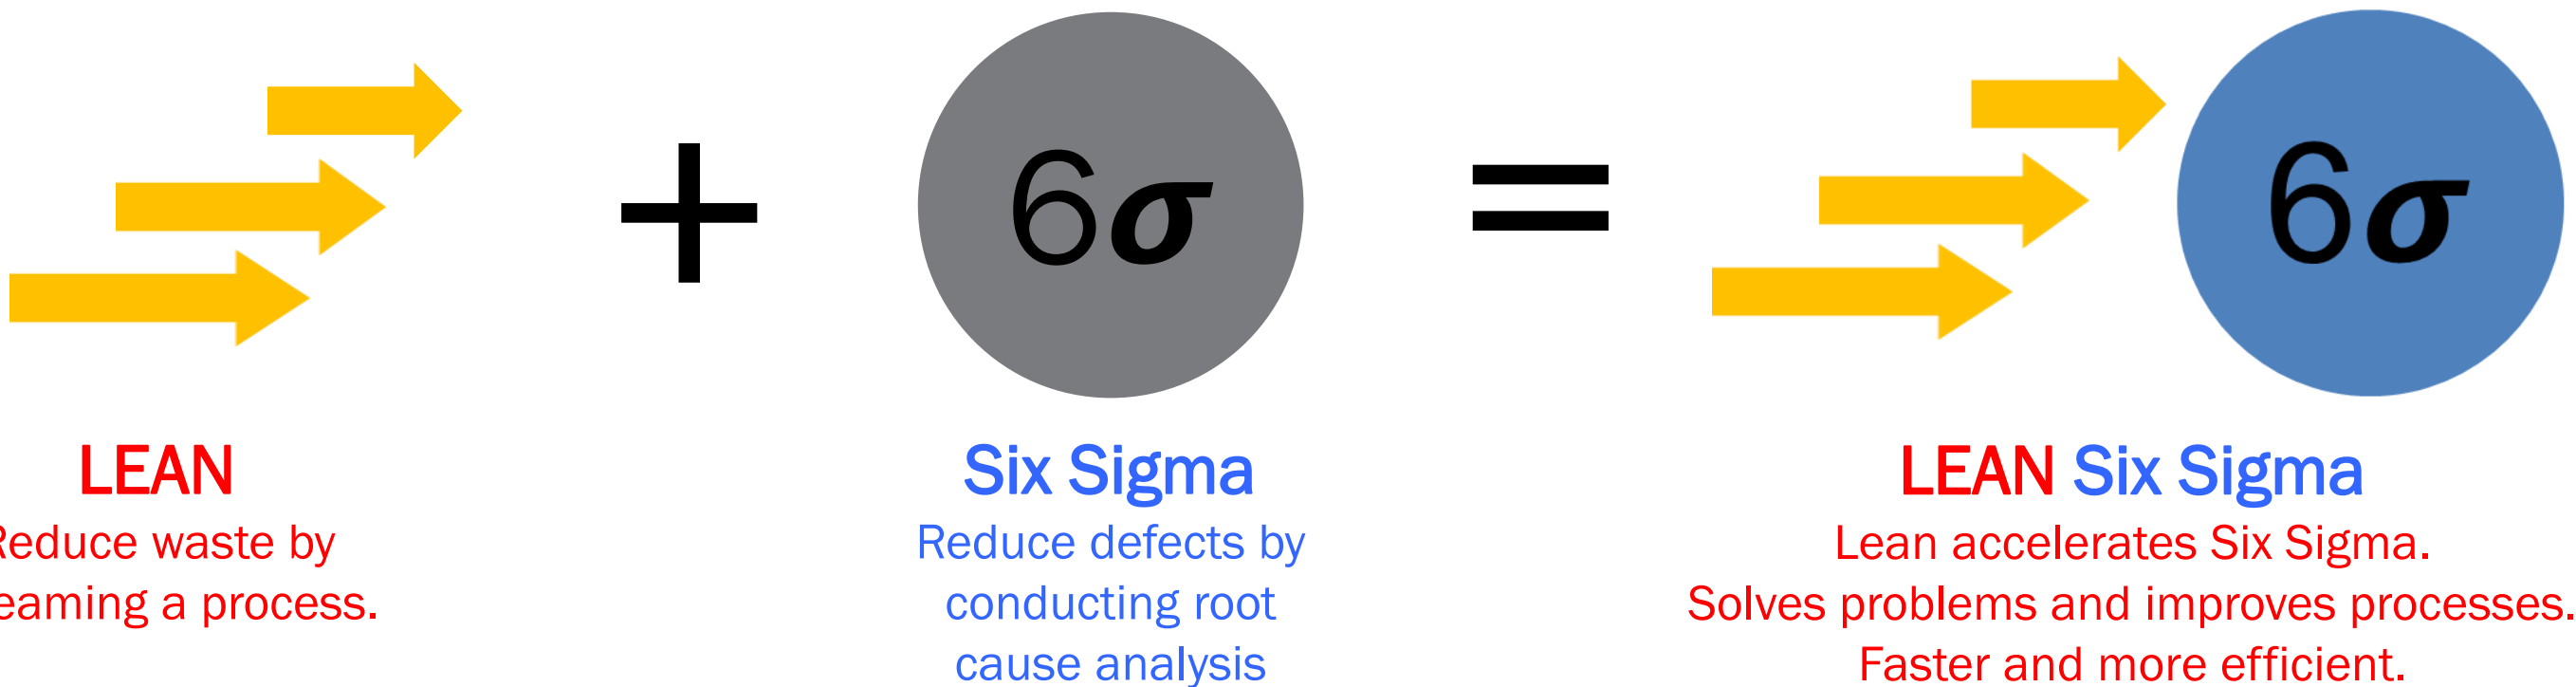 +
6σ
=
6σ
LEAN
Reduce waste by
eaming a process.
Six Sigma
Reduce defects by
conducting root
cause analysis
LEAN Six Sigma
Lean accelerates Six Sigma.
Solves problems and improves processes.
Faster and more efficient.